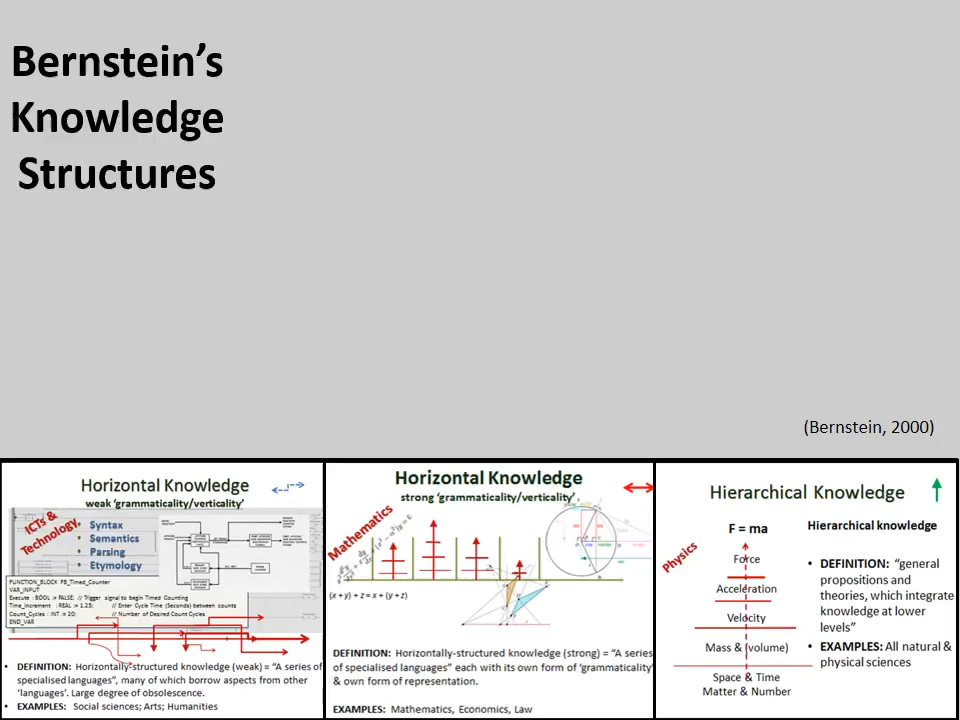 Bernstein’s
Knowledge
Structures
(Bernstein, 2000)
Horizontal Knowledge
weak ‘grammaticality/verticality’
ICTs &
Technology
• Syntax
• Semantics
• Parsing
• Etymology
FUNCTION_BLOCK FB_Timed_Counter
VAR_INPUT
Execute : BOOL := FALSE; // Trigger signal to begin Timed Counting
Time_Increment : REAL := 1.25; // Enter Cycle Time (Seconds) between counts
Count_Cycles : INT := 20; // Number of Desired Count Cycles
END_VAR
• DEFINITION: Horizontally-structured knowledge (weak) = “A series of
specialised languages”, many of which borrow aspects from other
‘languages’. Large degree of obsolescence.
• EXAMPLES: Social sciences; Arts; Humanities
Horizontal Knowledge
strong ‘grammaticality/verticality’
Mathematics
(x + y) + z = x + (y + z)
DEFINITION: Horizontally-structured knowledge (strong) = “A series
of specialised languages” each with its own form of ‘grammaticality’
& own form of representation.
EXAMPLES: Mathematics, Economics, Law
Hierarchical Knowledge
Physics
F = ma
Force
Acceleration
Velocity
Mass & (volume)
Space & Time
Matter & Number
Hierarchical knowledge
• DEFINITION: “general
propositions and
theories, which integrate
knowledge at lower
levels”
• EXAMPLES: All natural &
physical sciences